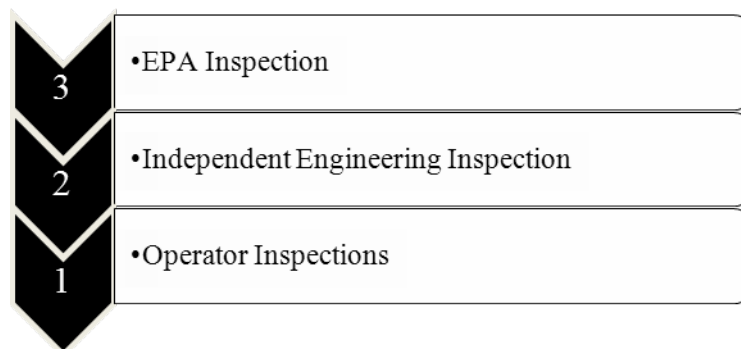 3
•EPA Inspection
2
•Independent Engineering Inspection
1
•Operator Inspections